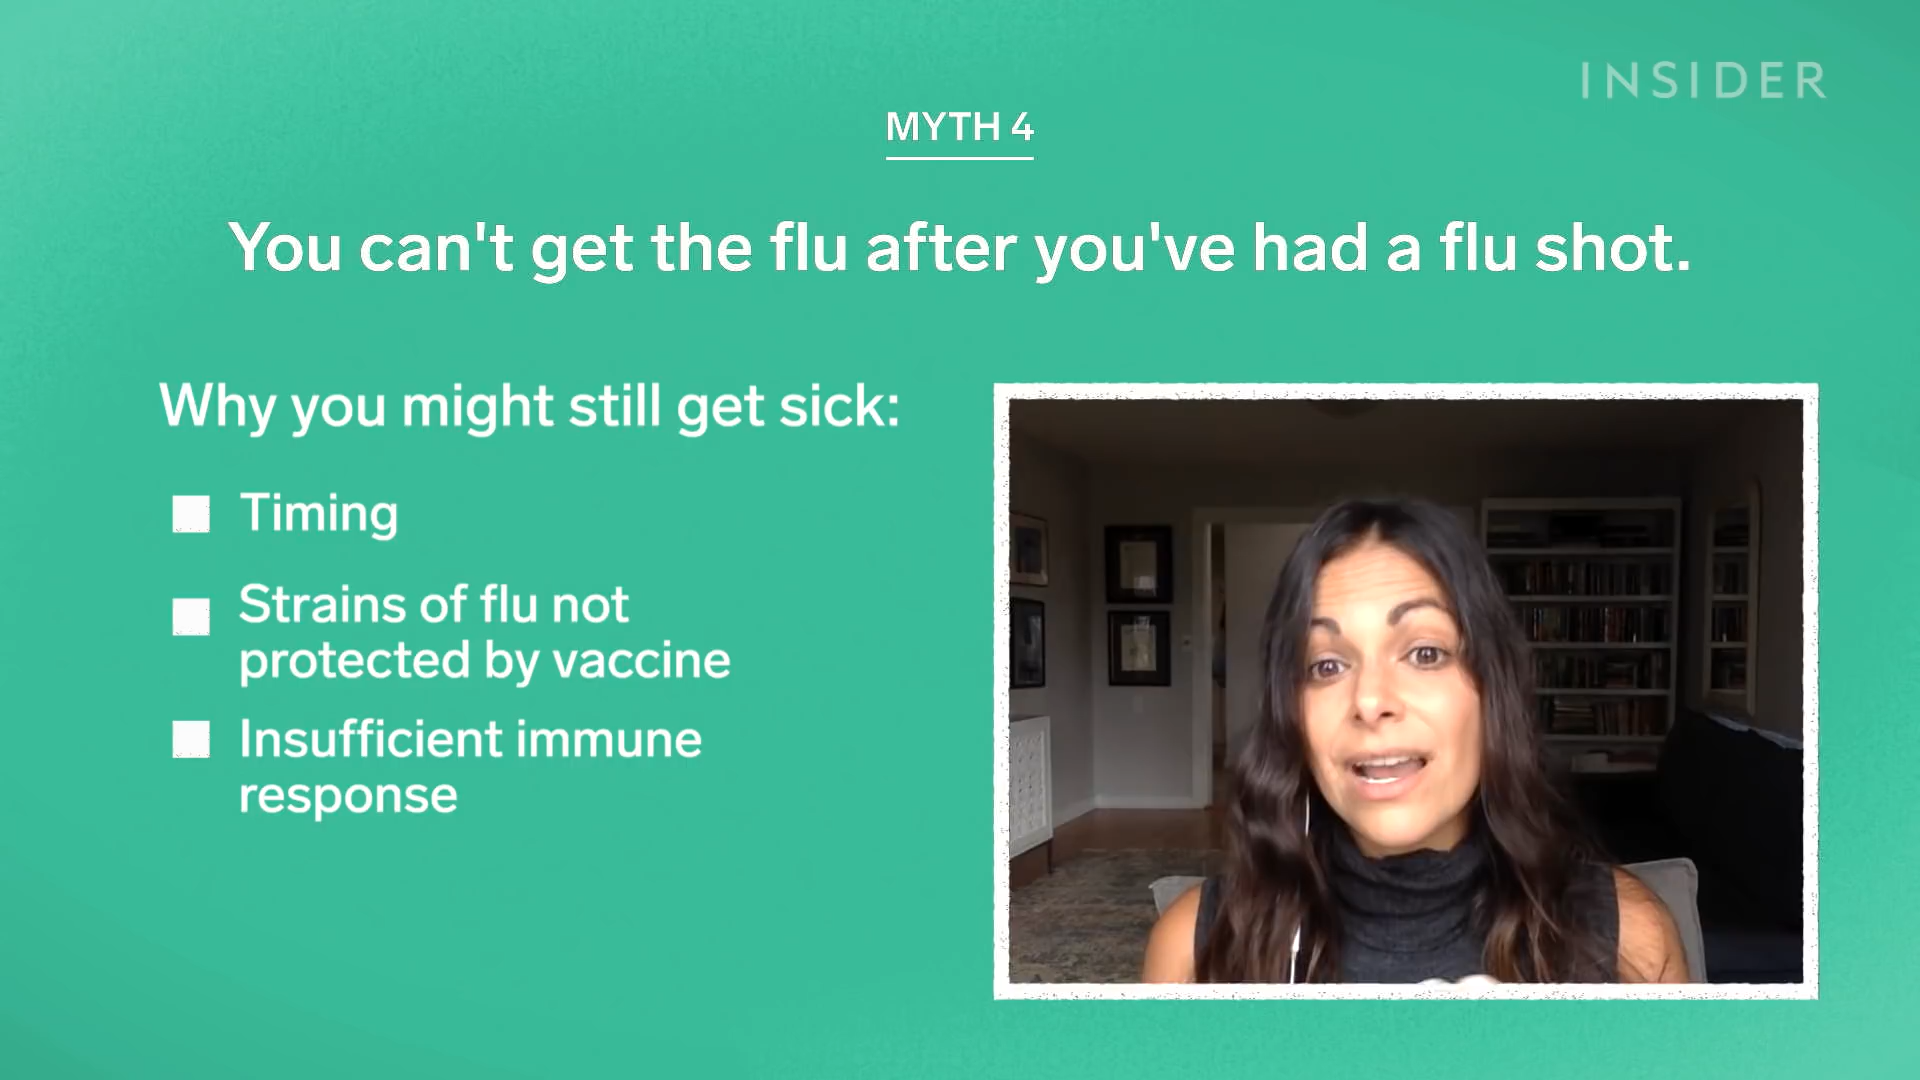 INSIDER
MYTH 4
You can't get the flu after you've had a flu shot.
Why you might still get sick:
Timing
Strains of flu not
protected by vaccine
Insufficient immune
response